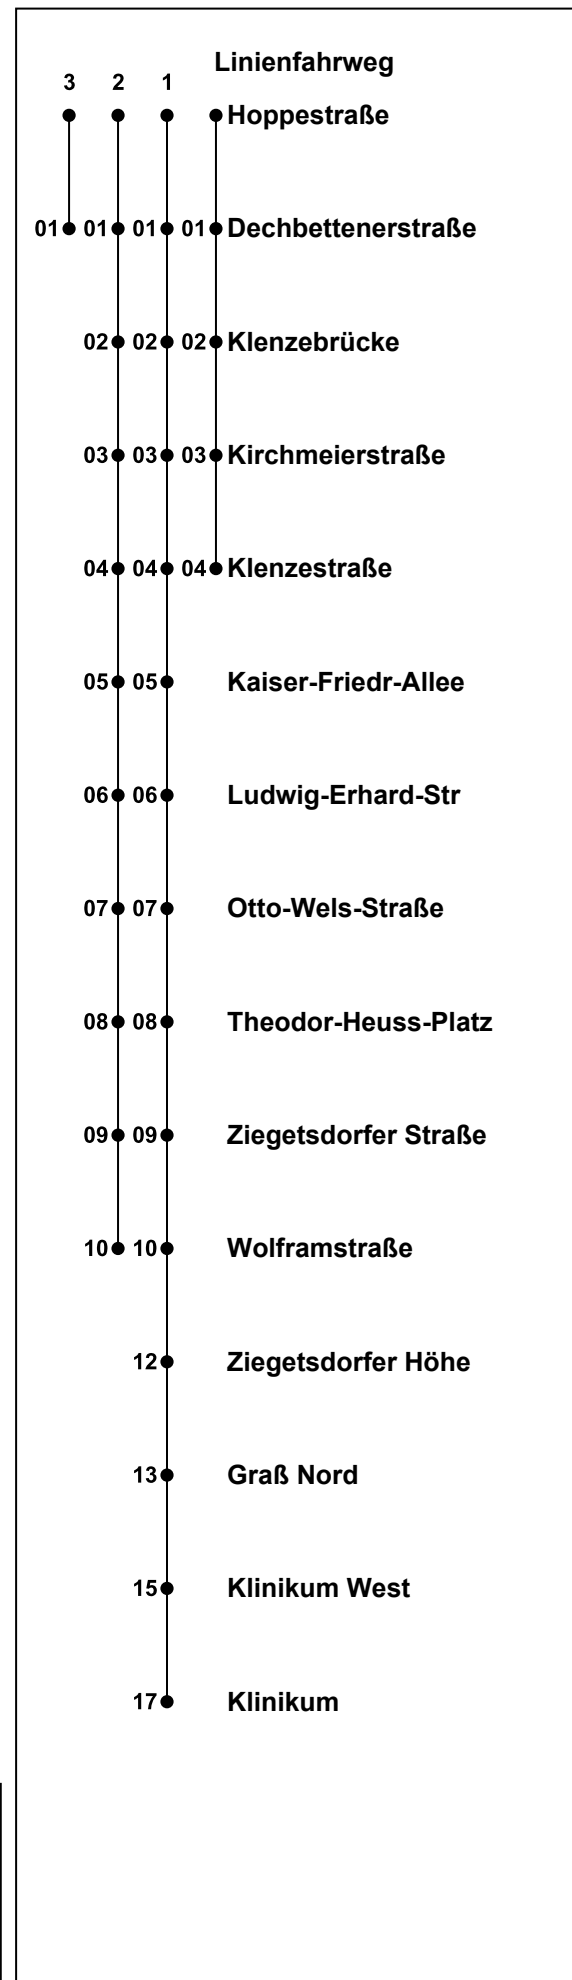 Linienfahrweg
3 2 1
Hoppestraße
01 01 01 01 Dechbettenerstraße
02 02 02 Klenzebrücke
03 03 03 Kirchmeierstraße
04 04 04 Klenzestraße
05 05 Kaiser-Friedr-Allee
06 06 Ludwig-Erhard-Str
07 07 Otto-Wels-Straße
08 08 Theodor-Heuss-Platz
09 09 Ziegetsdorfer Straße
10 10 Wolframstraße
12 Ziegetsdorfer Höhe
13 Graß Nord
15 Klinikum West
17 Klinikum